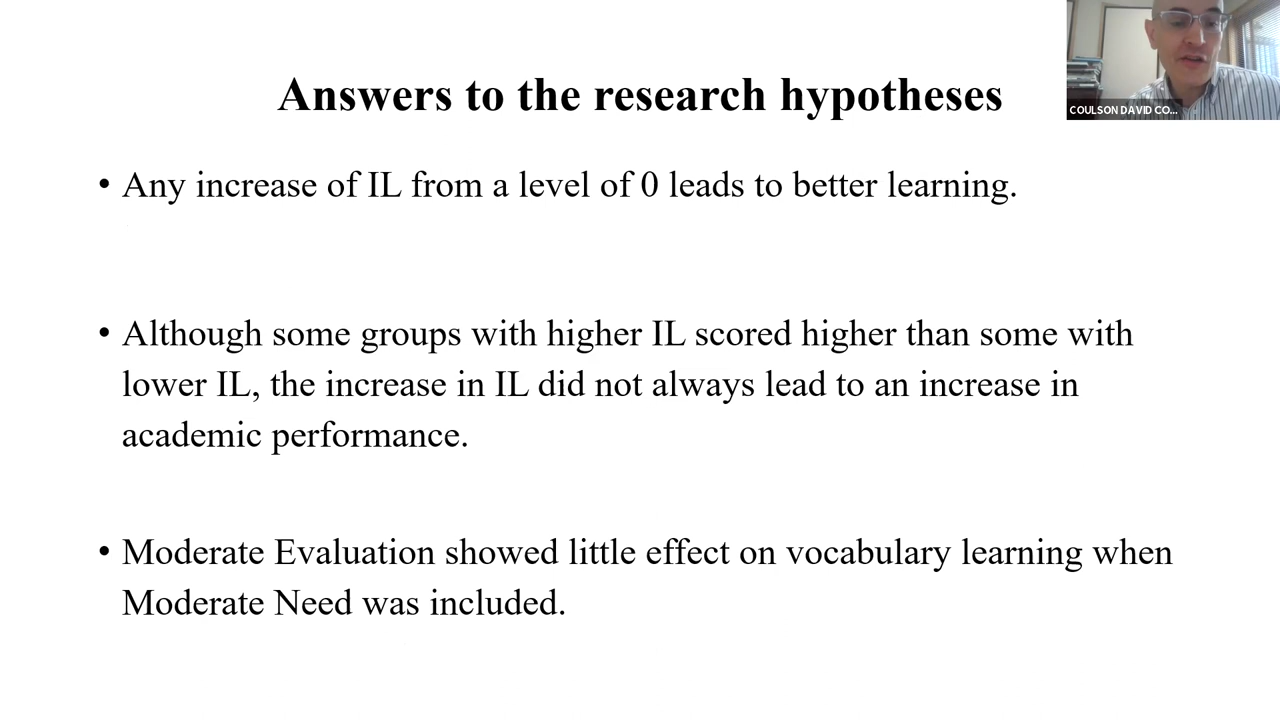 Answers to the research hypotheses
COULSON DAVID CO...
• Any increase of IL from a level of 0 leads to better learning.
• Although some groups with higher IL scored higher than some with
lower IL, the increase in IL did not always lead to an increase in
academic performance.
• Moderate Evaluation showed little effect on vocabulary learning when
Moderate Need was included.